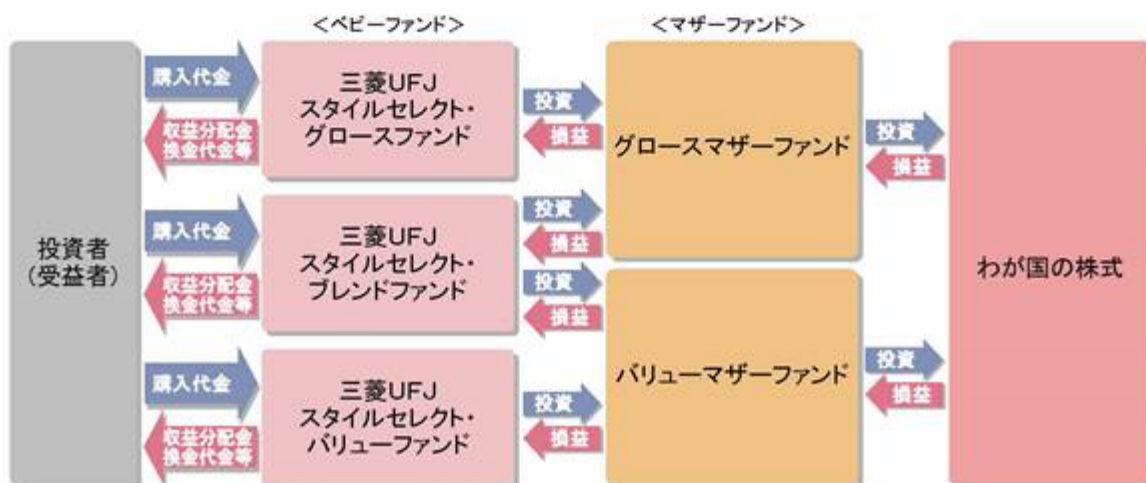 ＜ベビーファンド＞
＜マザーファンド＞
投資者
（受益者）
購入代金
収益分配金
換金代金等
三菱ＵＦＪ
スタイルセレクト・
グロースファンド
投資
損益
購入代金
収益分配金
換金代金等
三菱ＵＦＪ
スタイルセレクト・
ブレンドファンド
投資
損益
投資
損益
購入代金
収益分配金
換金代金等
三菱ＵＦＪ
スタイルセレクト・
バリューファンド
投資
損益
グロースマザーファンド
投資
損益
バリューマザーファンド
投資
損益
わが国の株式